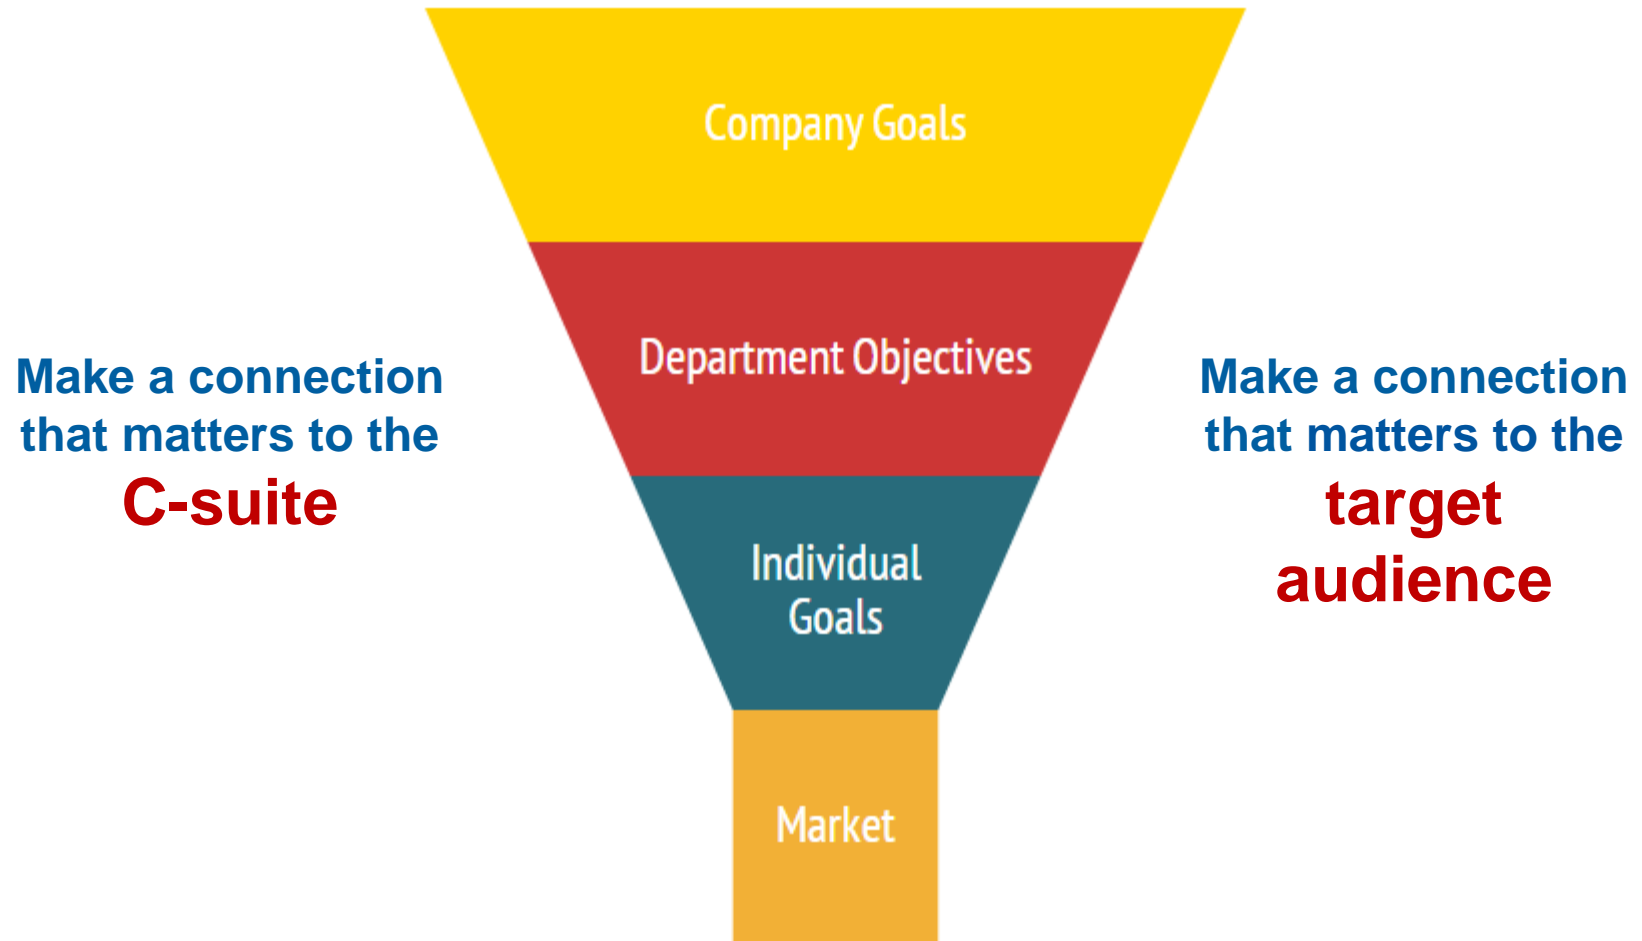 Company Goals
Department Objectives
Individual
Goals
Market
Make a connection
that matters to the
C-suite
Make a connection
that matters to the
target
audience